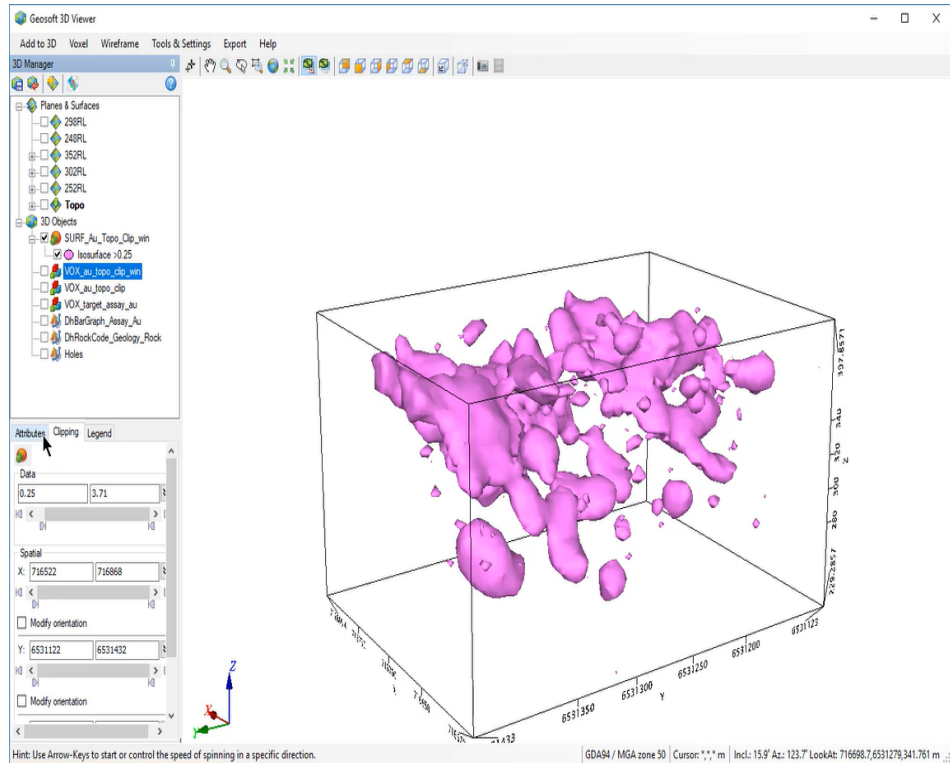 Geosoft 3D Viewer
Add to 3D Voxel Wireframe Tools & Settings Export Help
3D Manager
Planes & Surfaces
298RL
248RL
352RL
302RL
252RL
Topo
3D Objects
SURF_Au_Topo_Clip_win
Isosurface >0.25
VOX_au_topo_clip_win
VOX_au_topo_clip
VOX_target_assay_au
DhBarGraph_Assay_Au
DhRockCode_Geology_Rock
Holes
Attributes Clipping Legend
Data
0.25 3.71
Spatial
X: 716522 716868
Modify orientation
Y: 6531122 6531432
Modify orientation
397.8571
340
320
Z
300
280
229.2857
6531123
6531200
6531250
Y
6531300
6531350
Z
X
Y
Hint: Use Arrow-Keys to start or control the speed of spinning in a specific direction.
GDA94 / MGA zone 50 Cursor: *,*,* m Incl.: 15.9° Az.: 123.7° LookAt: 716698.7,6531279,341.761 m